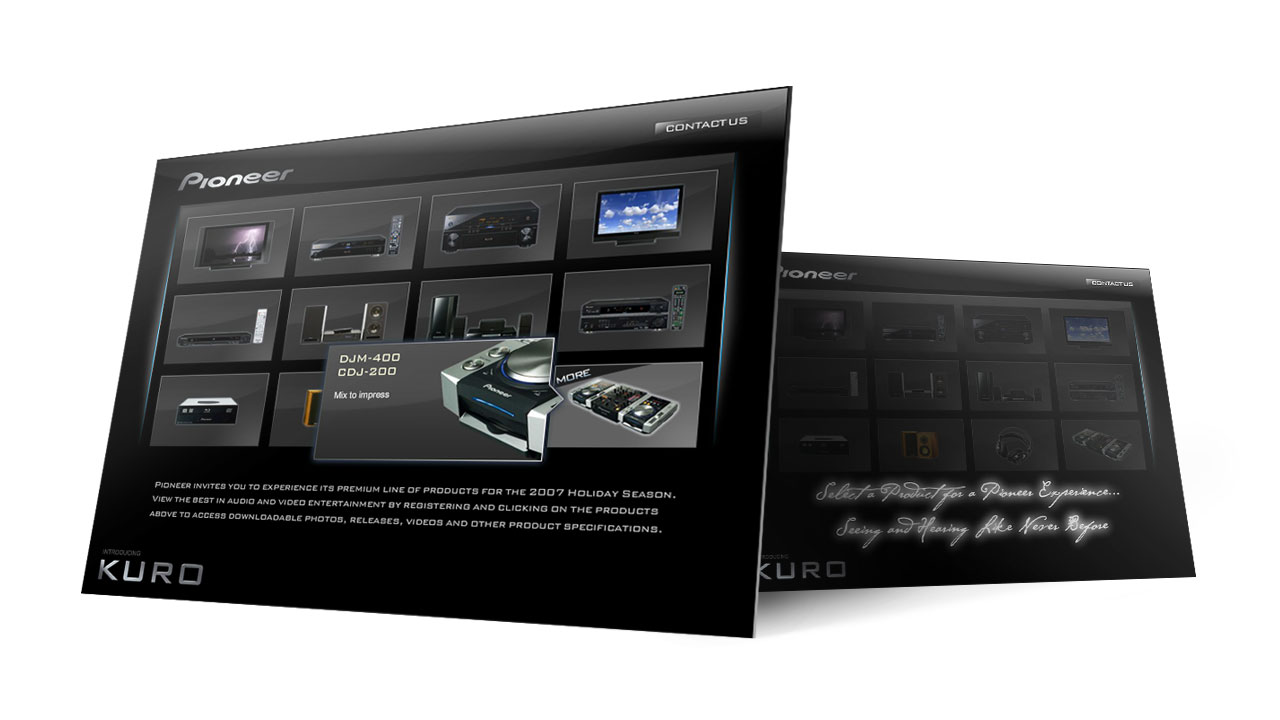 CONTACT US
Pioneer
DJM-400
CDJ-200
Mix to impress
Pioneer
MORE
PIONEER INVITES YOU TO EXPERIENCE ITS PREMIUM LINE OF PRODUCTS FOR THE 2007 HOLIDAY SEASON.
VIEW THE BEST IN AUDIO AND VIDEO ENTERTAINMENT BY REGISTERING AND CLICKING ON THE PRODUCTS
ABOVE TO ACCESS DOWNLOADABLE PHOTOS, RELEASES, VIDEOS AND OTHER PRODUCT SPECIFICATIONS.
INTRODUCING
KURO
Pioneer
CONTACT US
Select a Product for a Pioneer Experience...
Seeing and Hearing Like Never Before
INTRODUCING
KURO